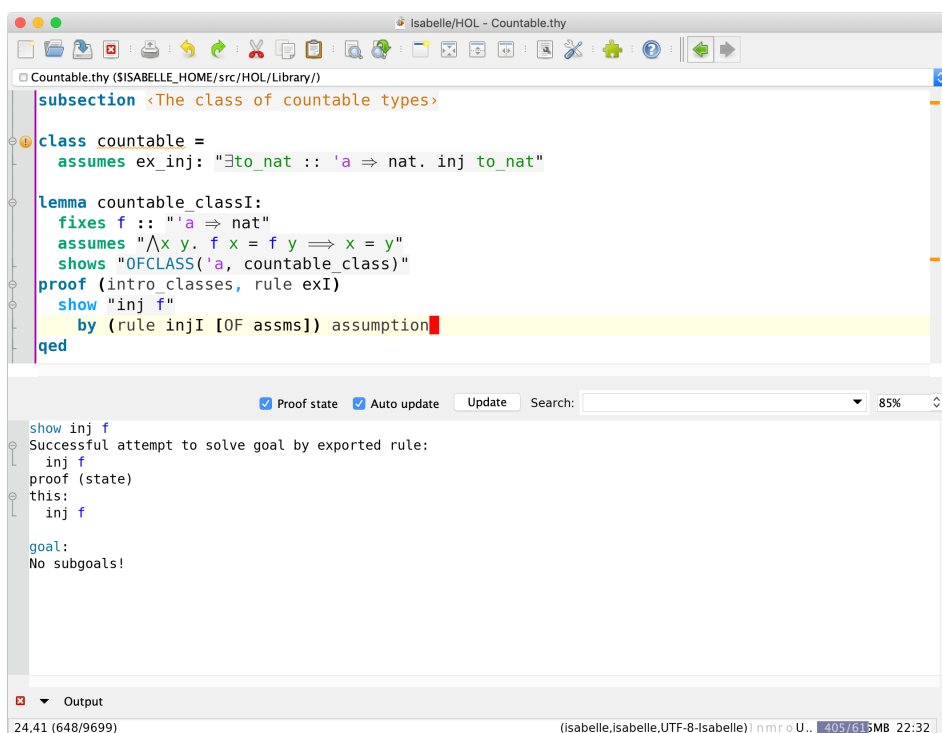 Isabelle/HOL - Countable.thy
Countable.thy ($ISABELLE_HOME/src/HOL/Library/)
subsection ‹The class of countable types›
class countable =
assumes ex_inj: "∃to_nat :: 'a ⇒ nat. inj to_nat"
lemma countable_classI:
fixes f :: "'a ⇒ nat"
assumes "⋀x y. f x = f y ⟹ x = y"
shows "OFCLASS('a, countable_class)"
proof (intro_classes, rule exI)
show "inj f"
by (rule injI [OF assms]) assumption
qed
Proof state Auto update Update Search: 85%
show inj f
Successful attempt to solve goal by exported rule:
inj f
proof (state)
this:
inj f
goal:
No subgoals!
Output
24,41 (648/9699) (isabelle,isabelle,UTF-8-Isabelle) n m r o U.. 405/615MB 22:32